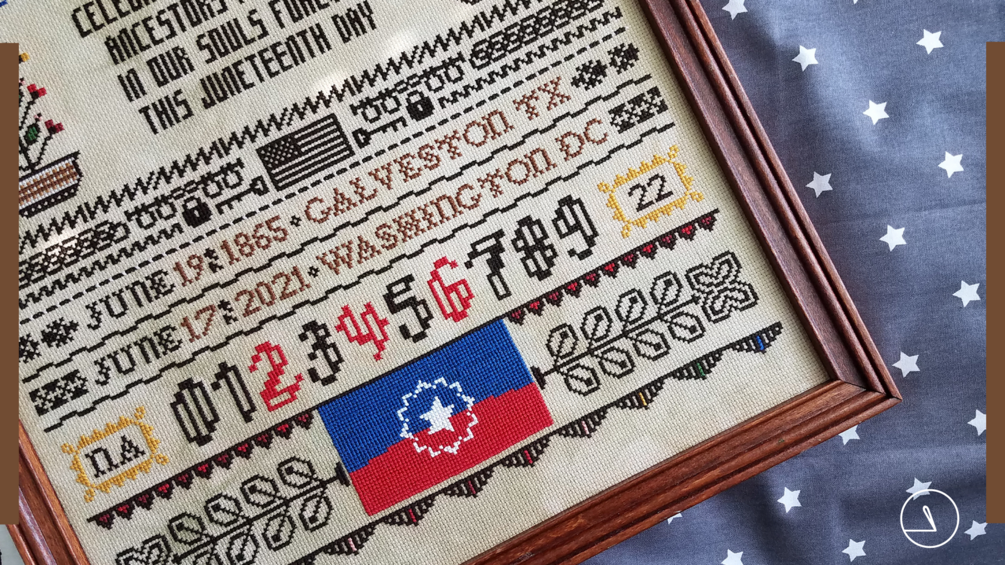 ANCESTORS
IN OUR SOULS
THIS JUNETEENTH DAY
JUNE 19 1865 • GALVESTON TX
JUNE 17 2021 • WASHINGTON DC
0123456789
22
NA